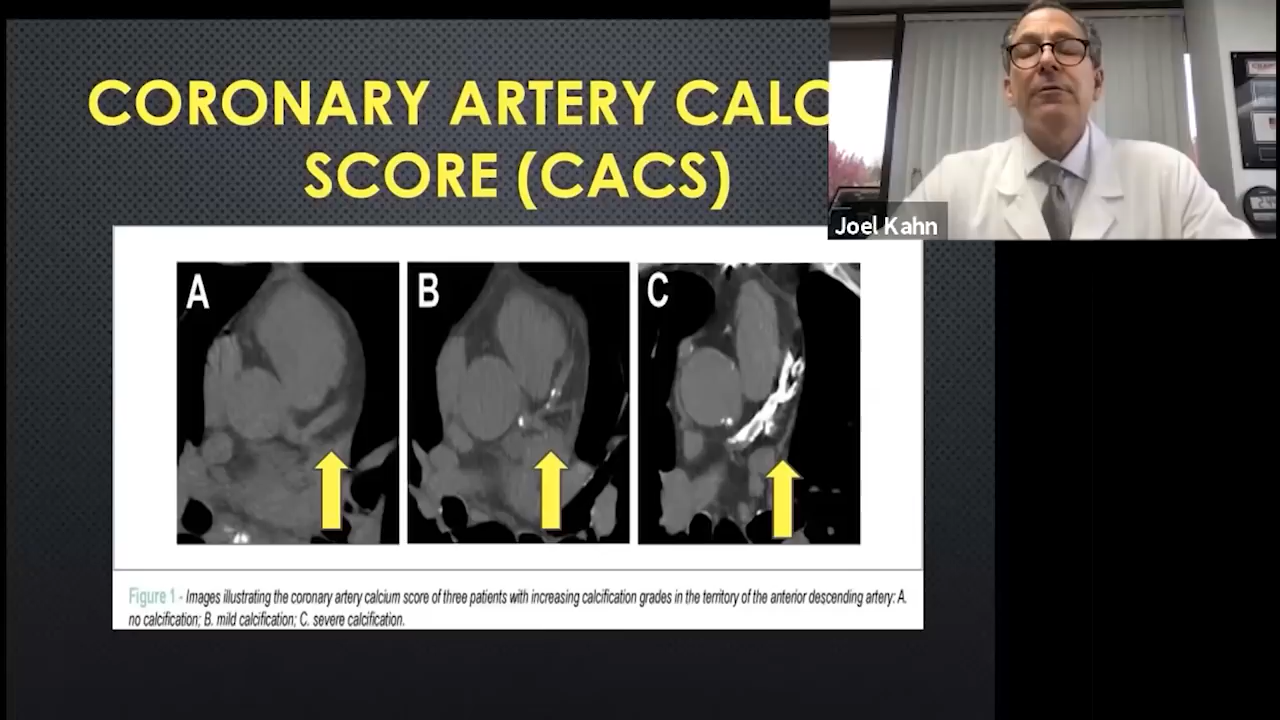 CORONARY ARTERY CALC
SCORE (CACS)
Joel Kahn
A
B
C
Figure 1 - Images illustrating the coronary artery calcium score of three patients with increasing calcification grades in the territory of the anterior descending artery: A.
no calcification; B. mild calcification; C. severe calcification.